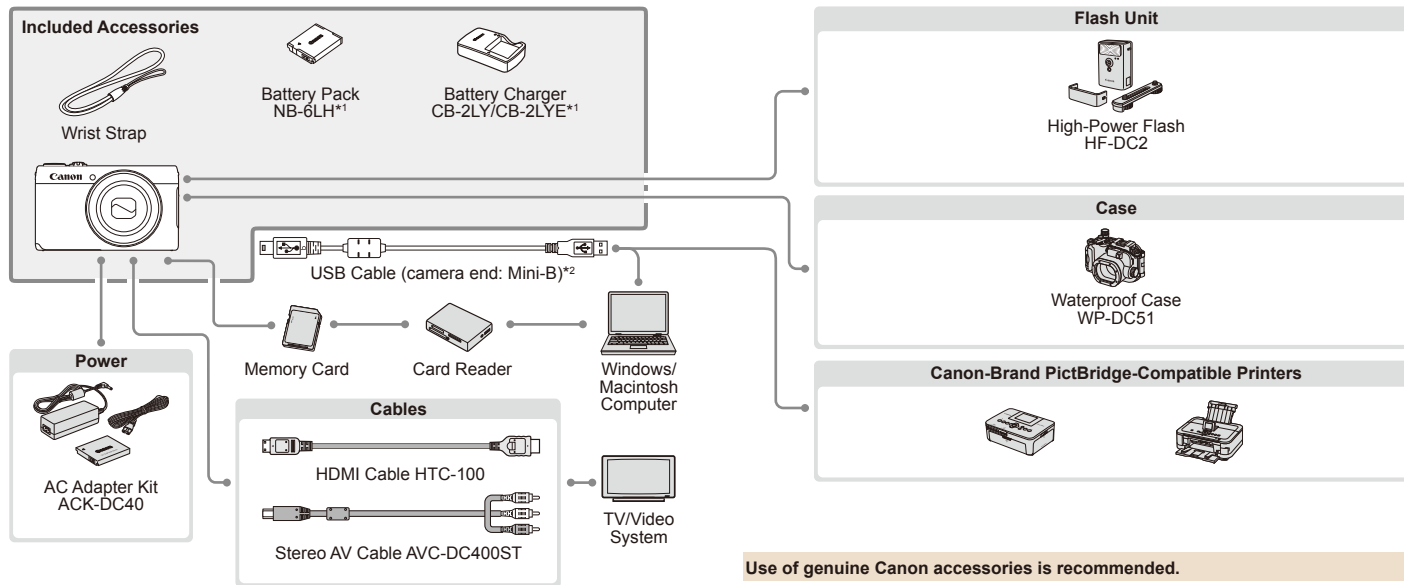 Included Accessories
Wrist Strap
Battery Pack
NB-6LH*1
Battery Charger
CB-2LY/CB-2LYE*1
Canon
USB Cable (camera end: Mini-B)*2
Memory Card
Card Reader
Windows/
Macintosh
Computer
Power
AC Adapter Kit
ACK-DC40
Cables
HDMI Cable HTC-100
Stereo AV Cable AVC-DC400ST
TV/Video
System
Flash Unit
High-Power Flash
HF-DC2
Case
Waterproof Case
WP-DC51
Canon-Brand PictBridge-Compatible Printers
Use of genuine Canon accessories is recommended.